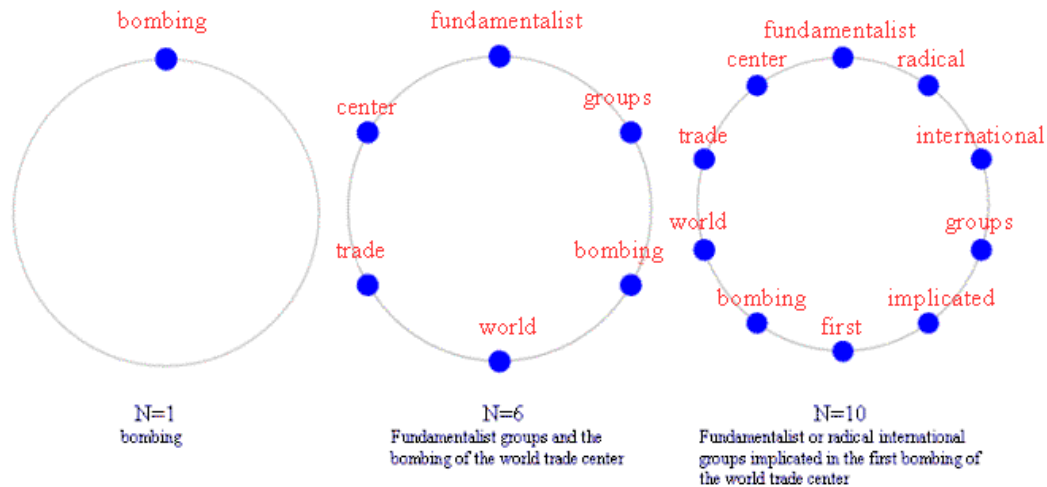 bombing
N=1
bombing
fundamentalist
center
groups
trade
bombing
world
N=6
Fundamentalist groups and the
bombing of the world trade center
fundamentalist
center
radical
trade
international
world
groups
bombing
implicated
first
N=10
Fundamentalist or radical international
groups implicated in the first bombing of
the world trade center